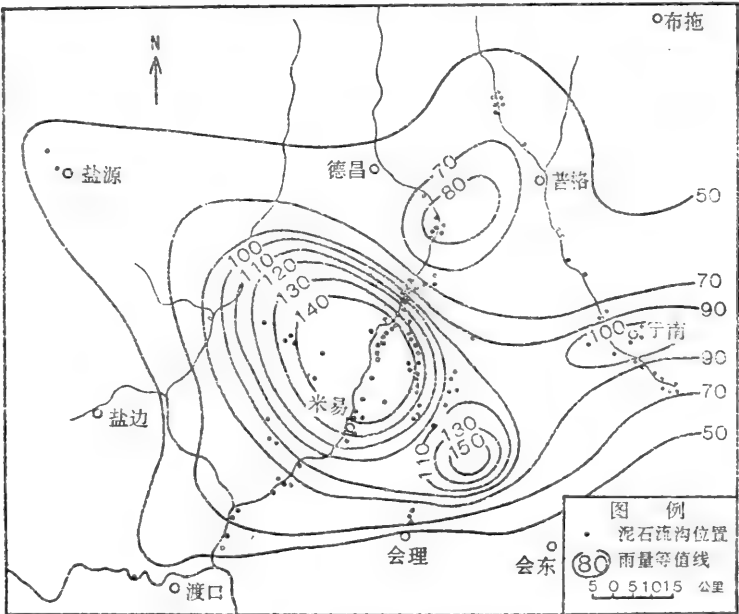 布拖
N
盐源
德昌
普格
70
80
50
100
110
120
130
140
70
90
100
宁南
90
米易
盐边
70
130
150
110
50
图 例
泥石流沟位置
80 雨量等值线
5 0 5 10 15 公里
会理
会东
渡口